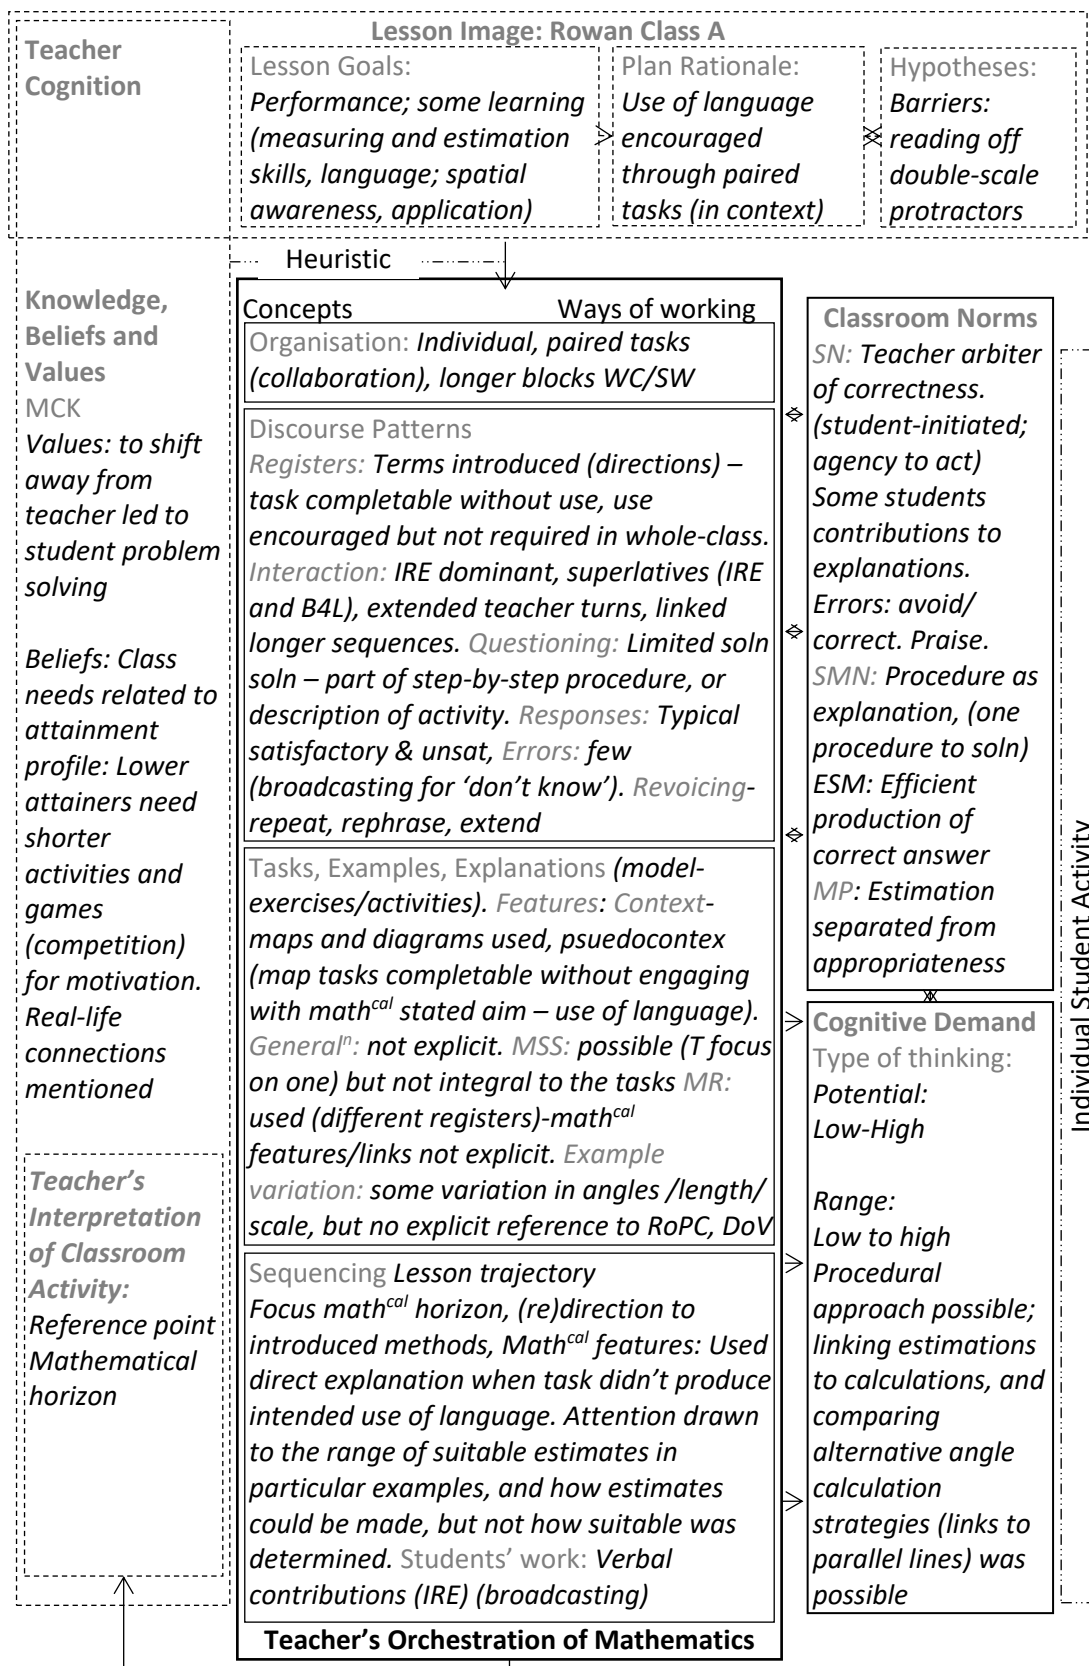 Teacher
Cognition
Lesson Image: Rowan Class A
Lesson Goals:
Performance; some learning
(measuring and estimation
skills, language; spatial
awareness, application)
Plan Rationale:
Use of language
encouraged
through paired
tasks (in context)
Hypotheses:
Barriers:
reading off
double-scale
protractors
Heuristic
Knowledge,
Beliefs and
Values
MCK
Values: to shift
away from
teacher led to
student problem
solving
Beliefs: Class
needs related to
attainment
profile: Lower
attainers need
shorter
activities and
games
(competition)
for motivation.
Real-life
connections
mentioned
Teacher's
Interpretation
of Classroom
Activity:
Reference point
Mathematical
horizon
Concepts Ways of working
Organisation: Individual, paired tasks
(collaboration), longer blocks WC/SW
Discourse Patterns
Registers: Terms introduced (directions) –
task completable without use, use
encouraged but not required in whole-class.
Interaction: IRE dominant, superlatives (IRE
and B4L), extended teacher turns, linked
longer sequences. Questioning: Limited soln
soln – part of step-by-step procedure, or
description of activity. Responses: Typical
satisfactory & unsat, Errors: few
(broadcasting for ‘don’t know’). Revoicing-
repeat, rephrase, extend
Tasks, Examples, Explanations (model-
exercises/activities). Features: Context-
maps and diagrams used, psuedocontex
(map tasks completable without engaging
with math^cal stated aim – use of language).
General^n: not explicit. MSS: possible (T focus
on one) but not integral to the tasks MR:
used (different registers)-math^cal
features/links not explicit. Example
variation: some variation in angles /length/
scale, but no explicit reference to RoPC, DoV
Sequencing Lesson trajectory
Focus math^cal horizon, (re)direction to
introduced methods, Math^cal features: Used
direct explanation when task didn’t produce
intended use of language. Attention drawn
to the range of suitable estimates in
particular examples, and how estimates
could be made, but not how suitable was
determined. Students’ work: Verbal
contributions (IRE) (broadcasting)
Teacher’s Orchestration of Mathematics
Classroom Norms
SN: Teacher arbiter
of correctness.
(student-initiated;
agency to act)
Some students
contributions to
explanations.
Errors: avoid/
correct. Praise.
SMN: Procedure as
explanation, (one
procedure to soln)
ESM: Efficient
production of
correct answer
MP: Estimation
separated from
appropriateness
Cognitive Demand
Type of thinking:
Potential:
Low-High
Range:
Low to high
Procedural
approach possible;
linking estimations
to calculations, and
comparing
alternative angle
calculation
strategies (links to
parallel lines) was
possible
Individual Student Activity